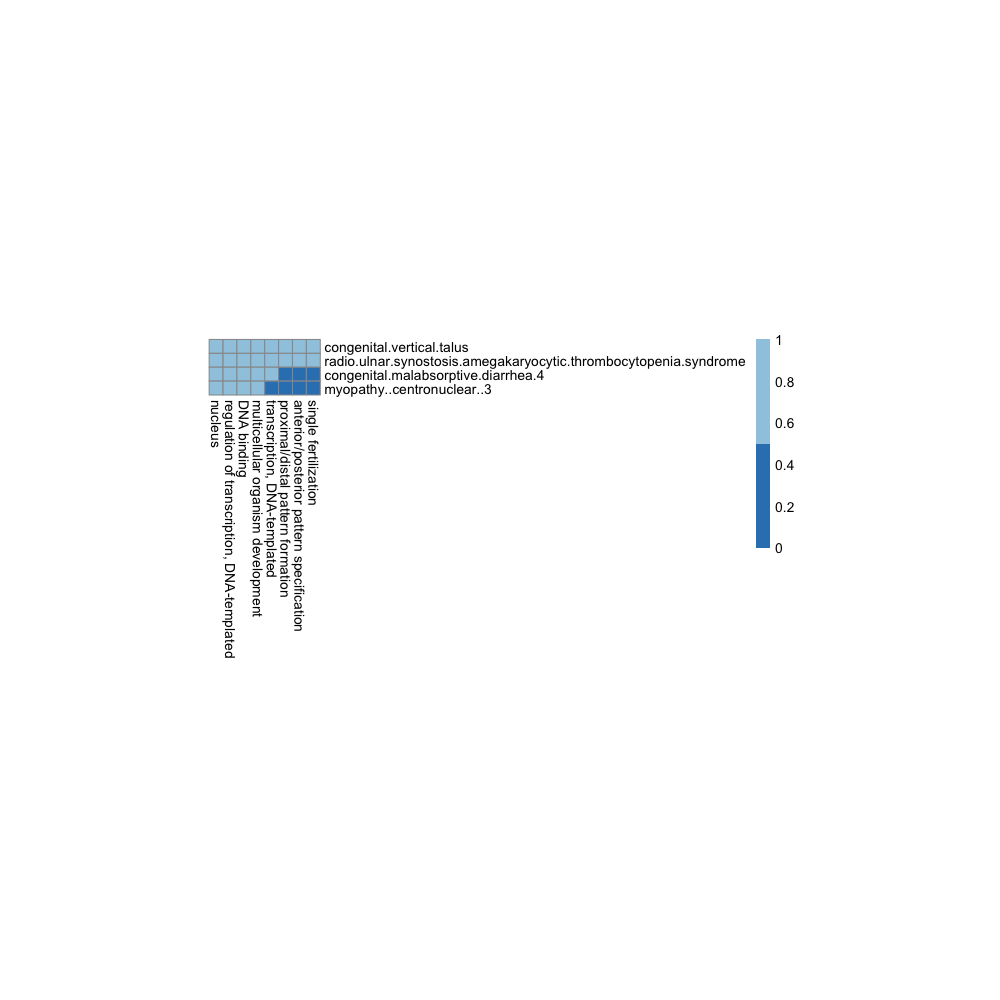 congenital.vertical.talus
radio.ulnar.synostosis.amegakaryocytic.thrombocytopenia.syndrome
congenital.malabsorptive.diarrhea.4
myopathy..centronuclear..3
nucleus
regulation of transcription, DNA-templated
DNA binding
multicellular organism development
transcription, DNA-templated
proximal/distal pattern formation
anterior/posterior pattern specification
single fertilization
1
0.8
0.6
0.4
0.2
0